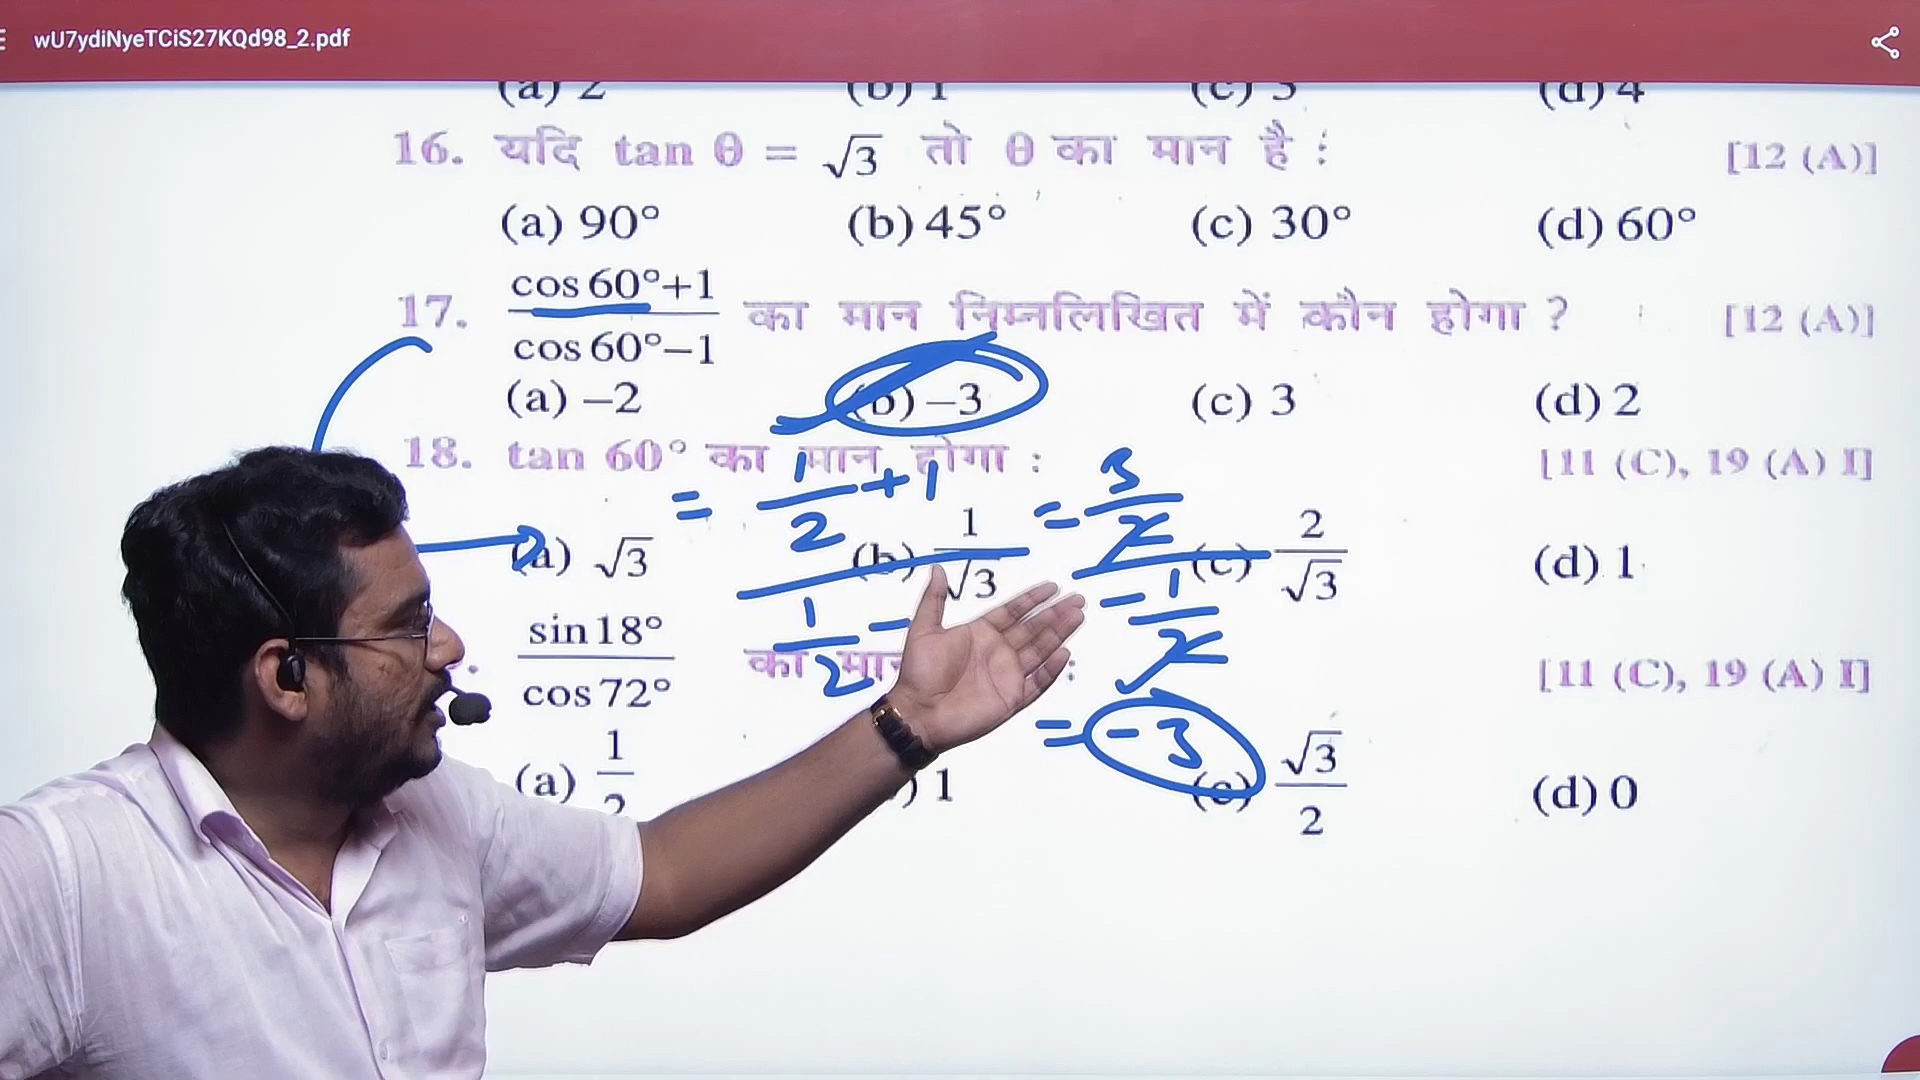 wU7ydiNyeTCiS27KQd98_2.pdf
(a) 2 (b) 1 (c) 3 (d) 4
16. यदि tan θ = √3 तो θ का मान है : [12 (A)]
(a) 90° (b) 45° (c) 30° (d) 60°
17. cos 60°+1 / cos 60°−1 का मान निम्नलिखित में कौन होगा ? [12 (A)]
(a) −2 (b) −3 (c) 3 (d) 2
18. tan 60° का मान होगा : [11 (C), 19 (A) I]
= 1/2 + 1 = 3/2
(a) √3 (b) 1/√3 (c) 2/√3 (d) 1
1/2 − −1/2
sin 18° / cos 72° का : [11 (C), 19 (A) I]
= −3
(a) 1/2 ) 1 (c) √3/2 (d) 0